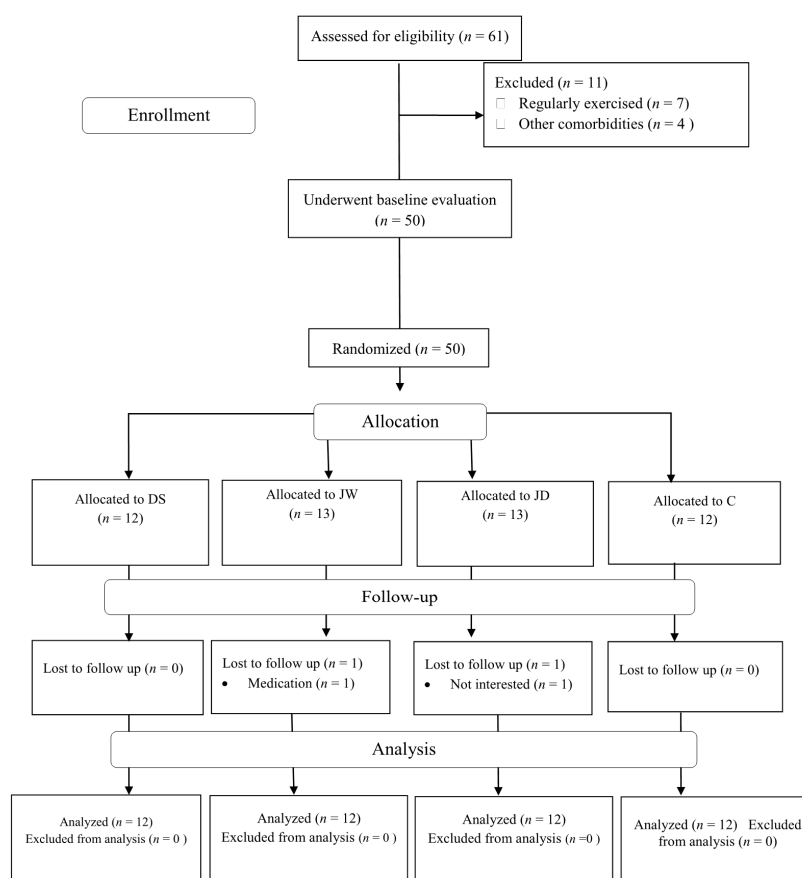 Assessed for eligibility (n = 61)
Excluded (n = 11)
□ Regularly exercised (n = 7)
□ Other comorbidities (n = 4 )
Enrollment
Underwent baseline evaluation
(n = 50)
Randomized (n = 50)
Allocation
Allocated to DS
(n = 12)
Allocated to JW
(n = 13)
Allocated to JD
(n = 13)
Allocated to C
(n = 12)
Follow-up
Lost to follow up (n = 0)
Lost to follow up (n = 1)
• Medication (n = 1)
Lost to follow up (n = 1)
• Not interested (n = 1)
Lost to follow up (n = 0)
Analysis
Analyzed (n = 12)
Excluded from analysis (n = 0 )
Analyzed (n = 12)
Excluded from analysis (n = 0 )
Analyzed (n = 12)
Excluded from analysis (n =0 )
Analyzed (n = 12) Excluded
from analysis (n = 0)